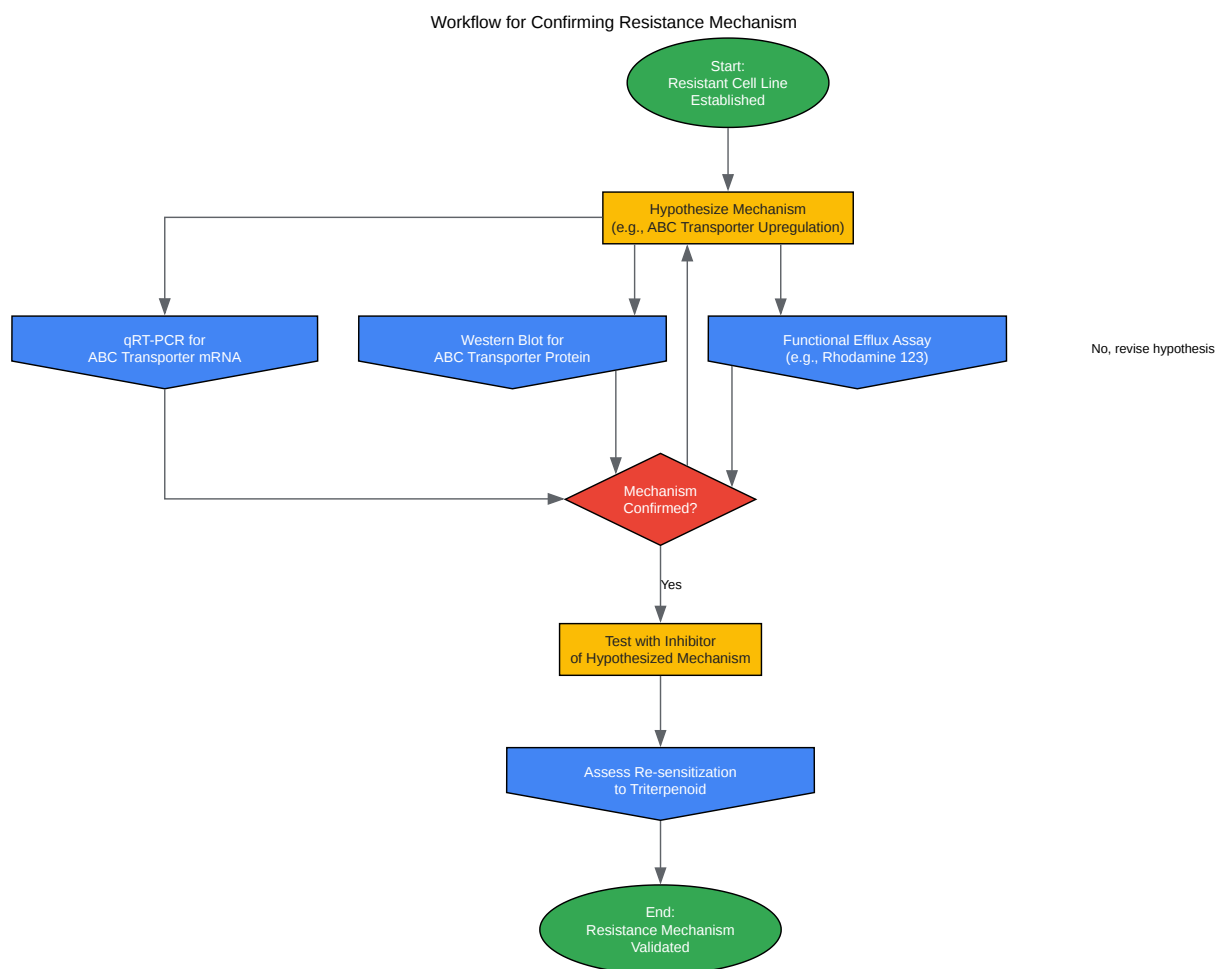 Workflow for Confirming Resistance Mechanism
Start:
Resistant Cell Line
Established
Hypothesize Mechanism
(e.g., ABC Transporter Upregulation)
qRT-PCR for
ABC Transporter mRNA
Western Blot for
ABC Transporter Protein
Functional Efflux Assay
(e.g., Rhodamine 123)
No, revise hypothesis
Mechanism
Confirmed?
Yes
Test with Inhibitor
of Hypothesized Mechanism
Assess Re-sensitization
to Triterpenoid
End:
Resistance Mechanism
Validated